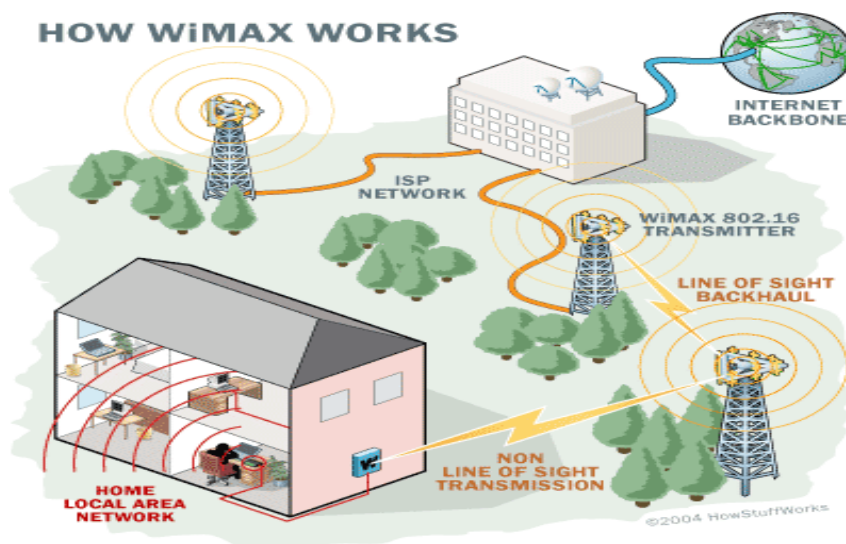 HOW WiMAX WORKS
INTERNET
BACKBONE
ISP
NETWORK
WiMAX 802.16
TRANSMITTER
LINE OF SIGHT
BACKHAUL
NON
LINE OF SIGHT
TRANSMISSION
HOME
LOCAL AREA
NETWORK
©2004 HowStuffWorks